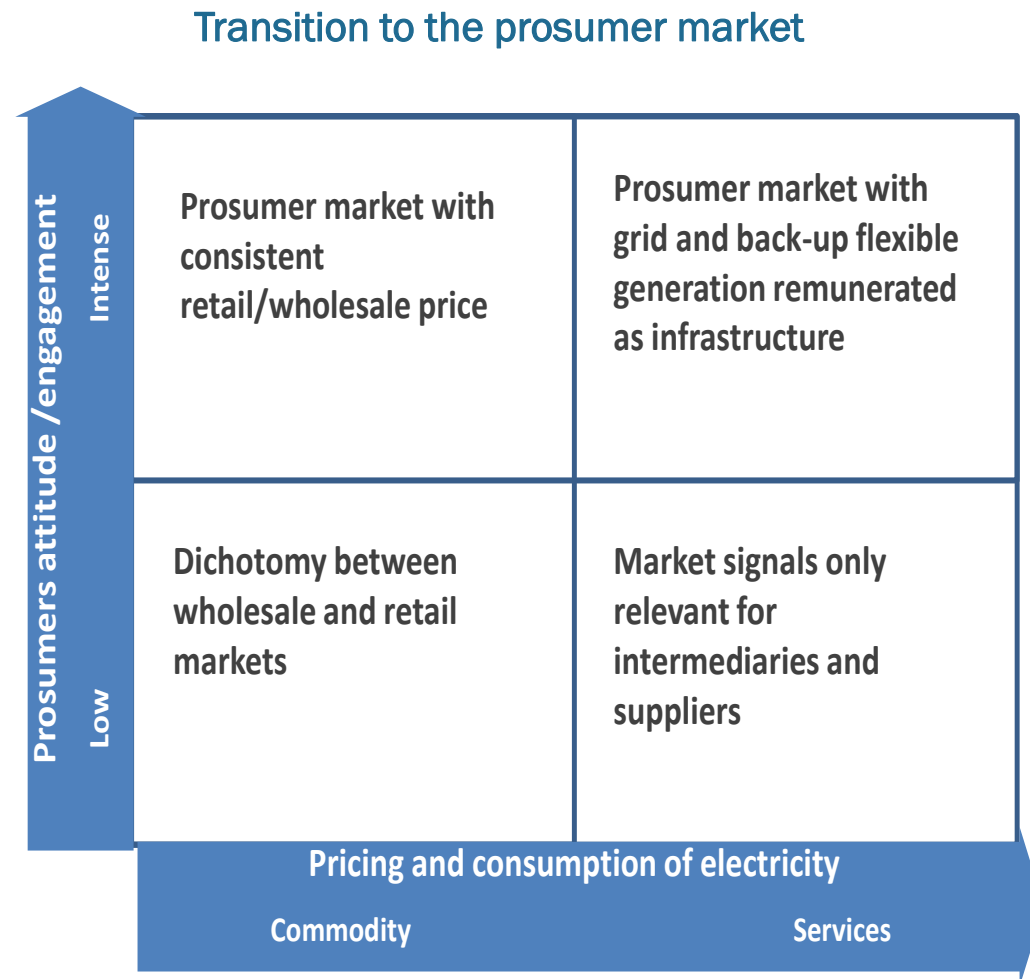 Transition to the prosumer market
Prosumers attitude /engagement
Intense
Low
Prosumer market with
consistent
retail/wholesale price
Prosumer market with
grid and back-up flexible
generation remunerated
as infrastructure
Dichotomy between
wholesale and retail
markets
Market signals only
relevant for
intermediaries and
suppliers
Pricing and consumption of electricity
Commodity
Services